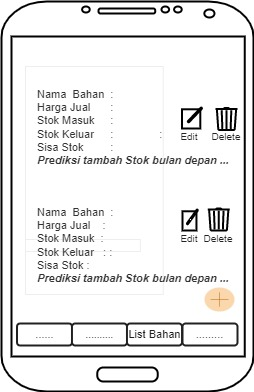 Nama Bahan :
Harga Jual :
Stok Masuk :
Stok Keluar : :
Sisa Stok :
Prediksi tambah Stok bulan depan ...
Edit Delete
Nama Bahan :
Harga Jual :
Stok Masuk :
Stok Keluar : :
Sisa Stok :
Prediksi tambah Stok bulan depan ...
Edit Delete
...... .......... List Bahan .........